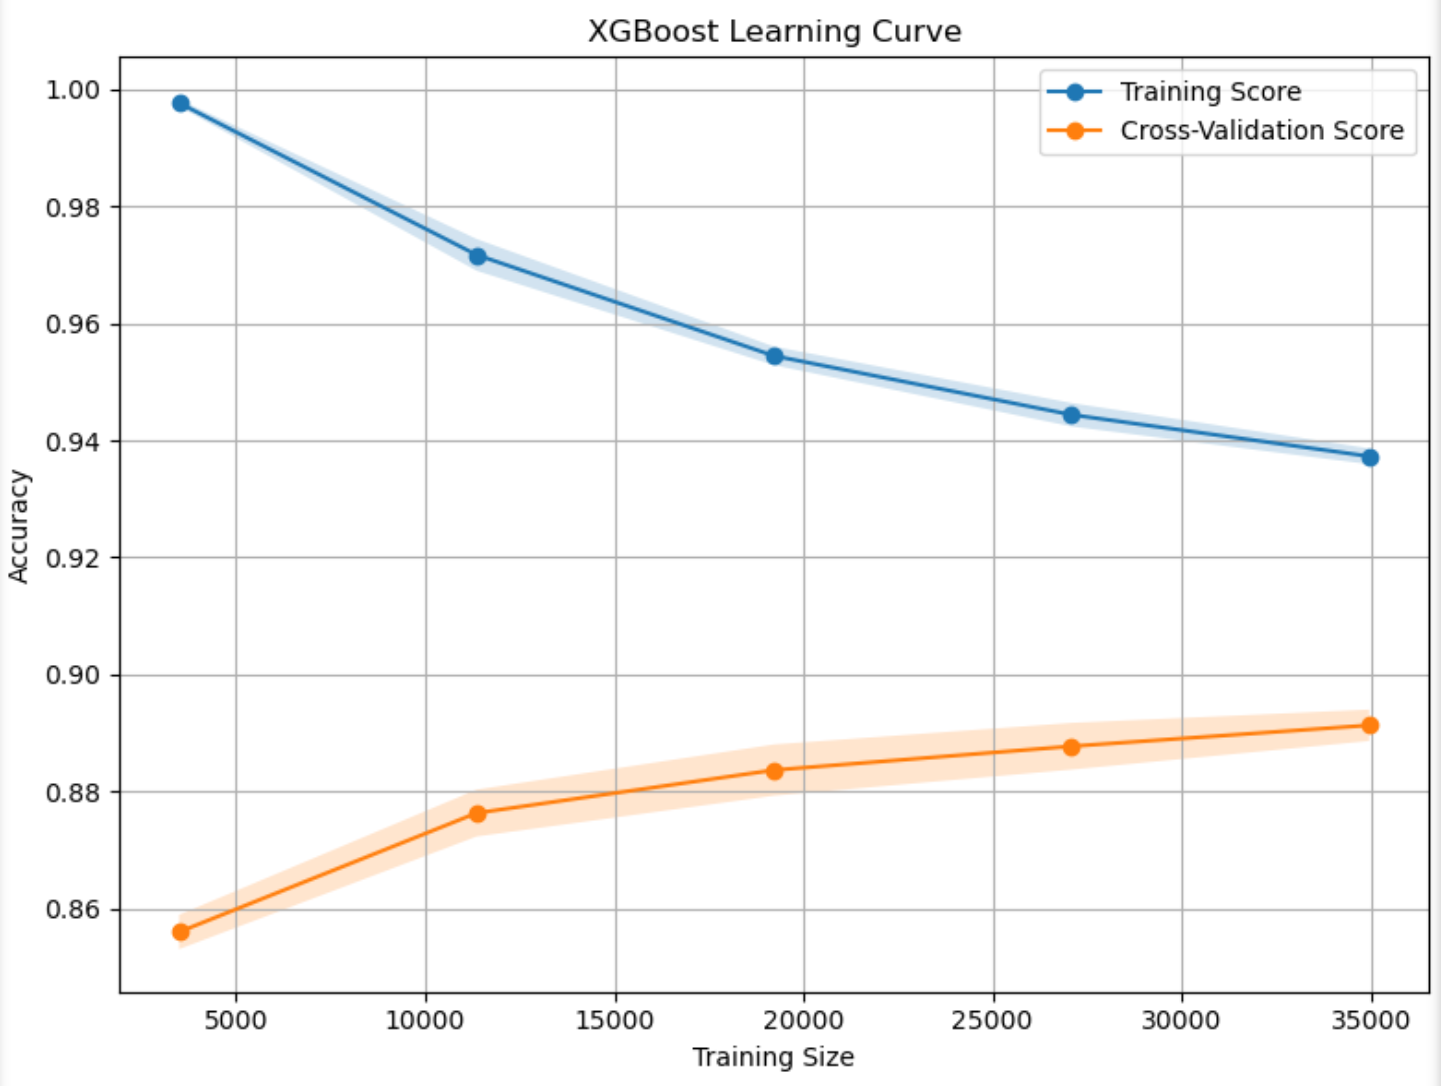 XGBoost Learning Curve
Training Score
Cross-Validation Score
1.00
0.98
0.96
0.94
0.92
0.90
0.88
0.86
Accuracy
5000 10000 15000 20000 25000 30000 35000
Training Size